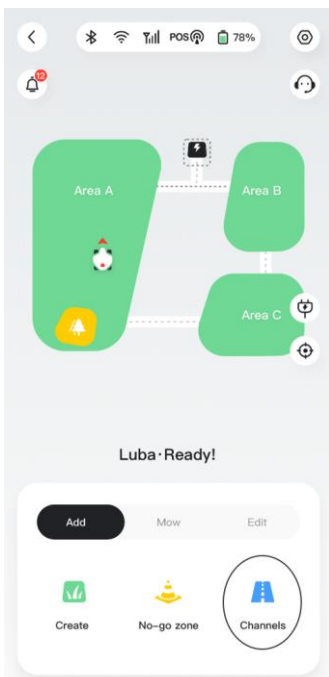 POS 78%
12
Area A
Area B
Area C
Luba·Ready!
Add Mow Edit
Create No-go zone Channels